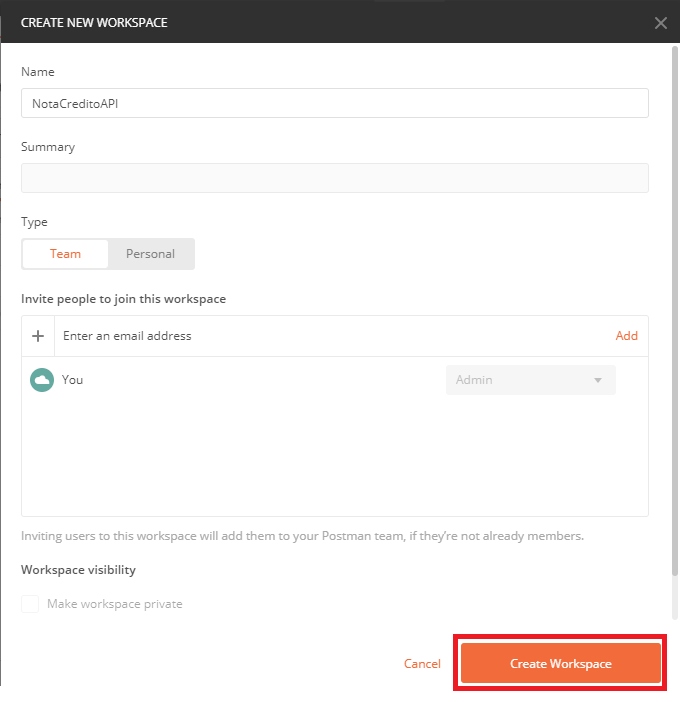 CREATE NEW WORKSPACE
Name
NotaCreditoAPI
Summary
Type
Team Personal
Invite people to join this workspace
Enter an email address Add
You Admin
Inviting users to this workspace will add them to your Postman team, if they're not already members.
Workspace visibility
Make workspace private
Cancel Create Workspace